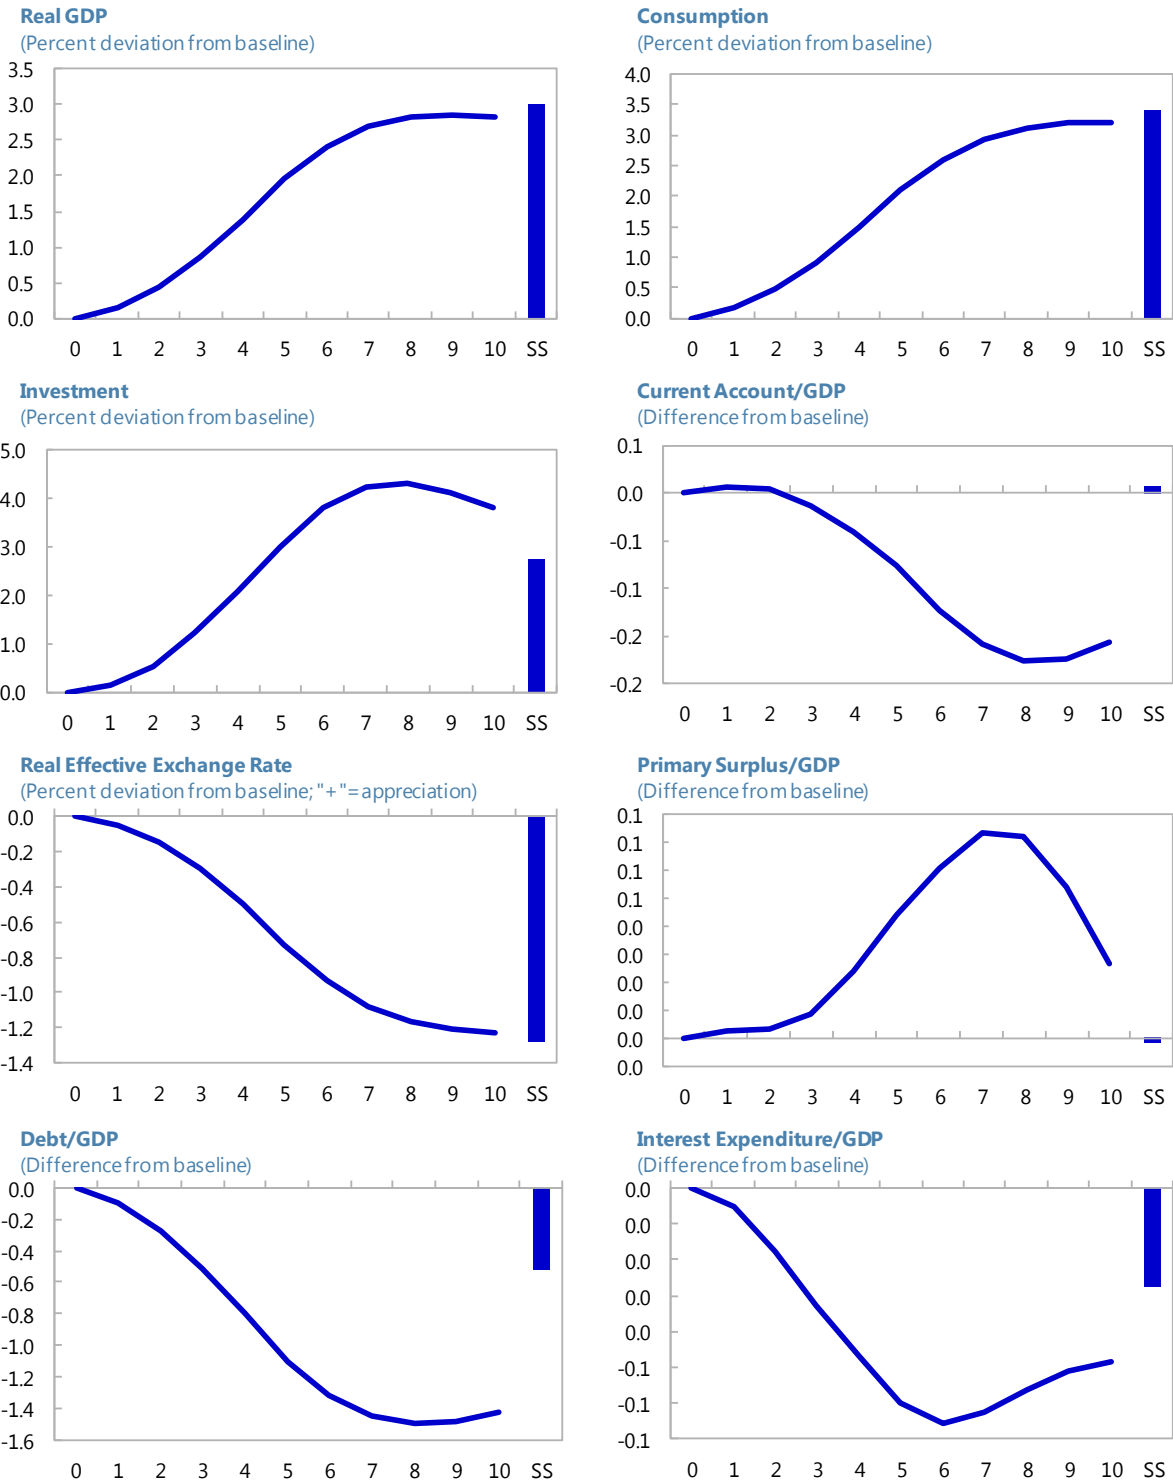 Real GDP
(Percent deviation from baseline)
3.5
3.0
2.5
2.0
1.5
1.0
0.5
0.0
0 1 2 3 4 5 6 7 8 9 10 SS
Consumption
(Percent deviation from baseline)
4.0
3.5
3.0
2.5
2.0
1.5
1.0
0.5
0.0
0 1 2 3 4 5 6 7 8 9 10 SS
Investment
(Percent deviation from baseline)
5.0
4.0
3.0
2.0
1.0
0.0
0 1 2 3 4 5 6 7 8 9 10 SS
Current Account/GDP
(Difference from baseline)
0.1
0.0
-0.1
-0.1
-0.2
-0.2
0 1 2 3 4 5 6 7 8 9 10 SS
Real Effective Exchange Rate
(Percent deviation from baseline; "+"= appreciation)
0.0
-0.2
-0.4
-0.6
-0.8
-1.0
-1.2
-1.4
0 1 2 3 4 5 6 7 8 9 10 SS
Primary Surplus/GDP
(Difference from baseline)
0.1
0.1
0.1
0.1
0.0
0.0
0.0
0.0
0.0
0.0
0 1 2 3 4 5 6 7 8 9 10 SS
Debt/GDP
(Difference from baseline)
0.0
-0.2
-0.4
-0.6
-0.8
-1.0
-1.2
-1.4
-1.6
0 1 2 3 4 5 6 7 8 9 10 SS
Interest Expenditure/GDP
(Difference from baseline)
0.0
0.0
0.0
0.0
0.0
-0.1
-0.1
-0.1
0 1 2 3 4 5 6 7 8 9 10 SS